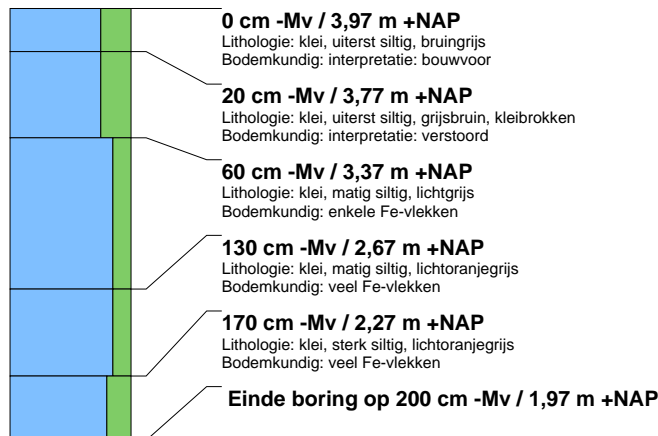 0 cm -Mv / 3,97 m +NAP
Lithologie: klei, uiterst siltig, bruingrijs
Bodemkundig: interpretatie: bouwvoor
20 cm -Mv / 3,77 m +NAP
Lithologie: klei, uiterst siltig, grijsbruin, kleibrokken
Bodemkundig: interpretatie: verstoord
60 cm -Mv / 3,37 m +NAP
Lithologie: klei, matig siltig, lichtgrijs
Bodemkundig: enkele Fe-vlekken
130 cm -Mv / 2,67 m +NAP
Lithologie: klei, matig siltig, lichtoranjegrijs
Bodemkundig: veel Fe-vlekken
170 cm -Mv / 2,27 m +NAP
Lithologie: klei, sterk siltig, lichtoranjegrijs
Bodemkundig: veel Fe-vlekken
Einde boring op 200 cm -Mv / 1,97 m +NAP